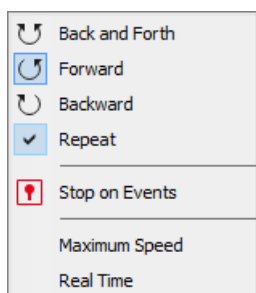 Back and Forth
Forward
Backward
Repeat
Stop on Events
Maximum Speed
Real Time